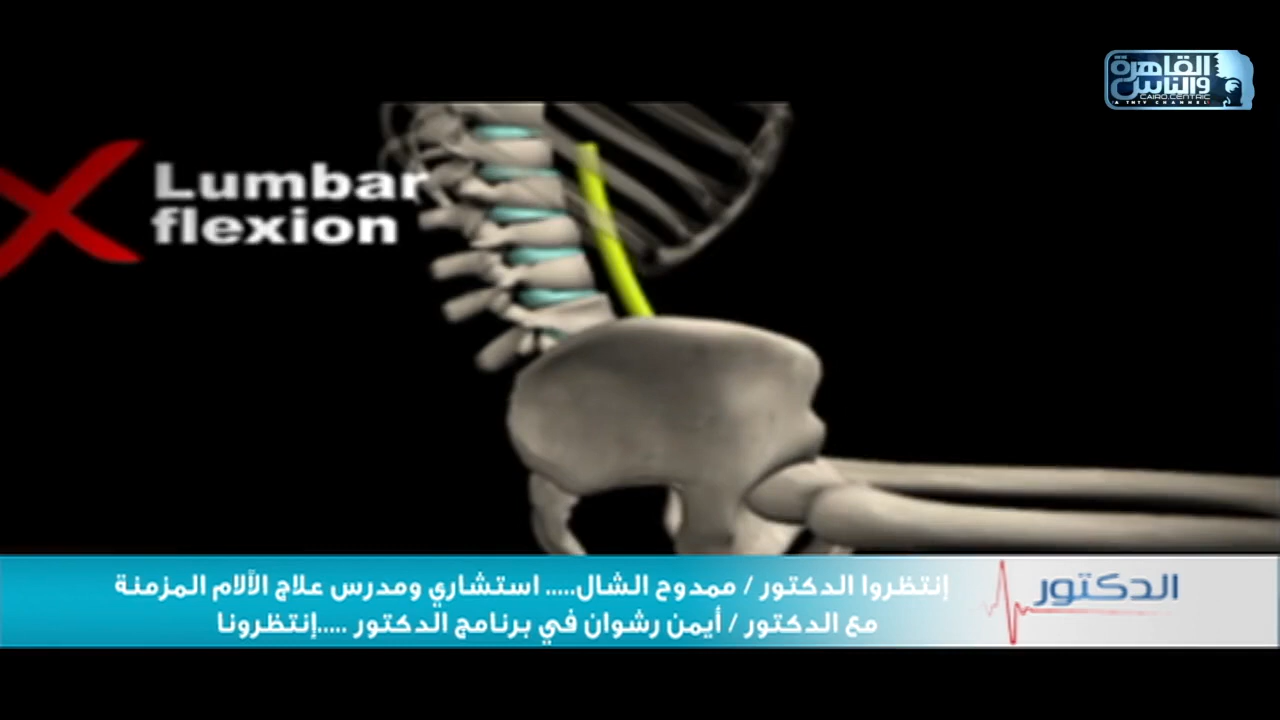 القاهرة
والناس
CAIRO.CENTRIC
A TNTV CHANNEL
Lumbar
flexion
إنتظروا الدكتور / ممدوح الشال..... استشاري ومدرس علاج الآلام المزمنة
مع الدكتور / أيمن رشوان في برنامج الدكتور .....إنتظرونا
الدكتور